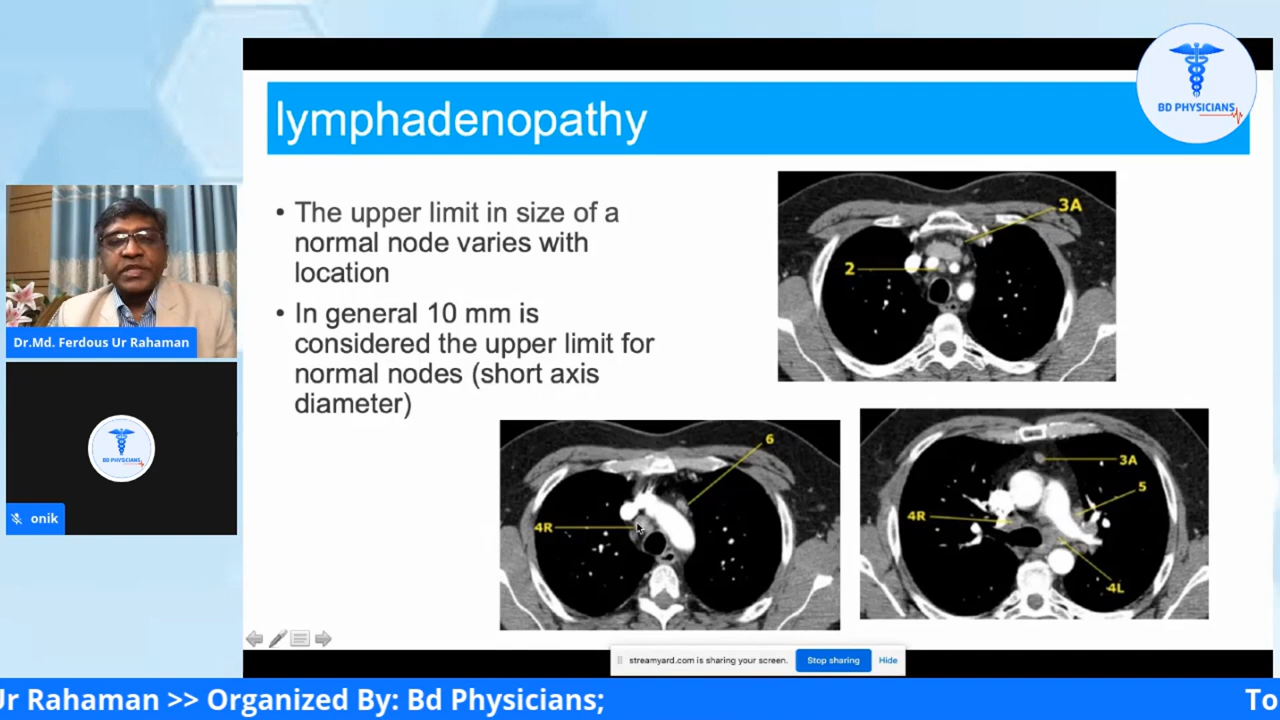 lymphadenopathy
BD PHYSICIANS
• The upper limit in size of a
normal node varies with
location
• In general 10 mm is
considered the upper limit for
normal nodes (short axis
diameter)
3A
2
6
4R
3A
5
4R
4L
Dr.Md. Ferdous Ur Rahaman
BD PHYSICIANS
onik
streamyard.com is sharing your screen.
Stop sharing
Hide
Ur Rahaman >> Organized By: Bd Physicians;
To